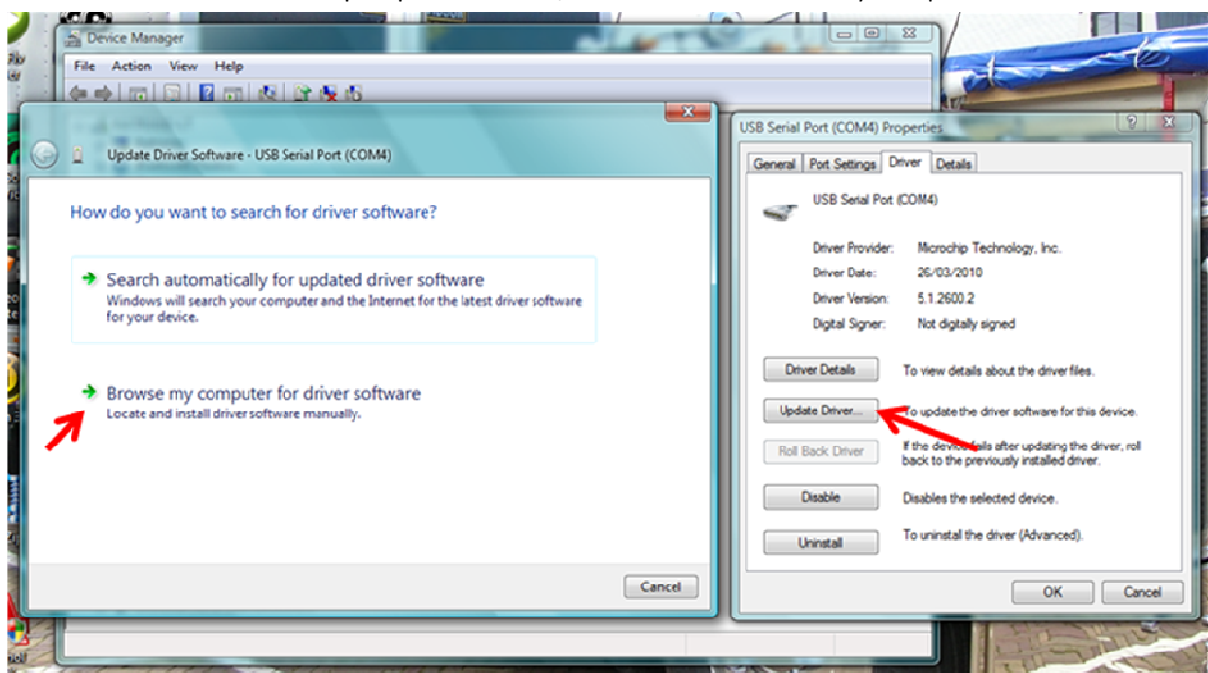 Device Manager
File Action View Help
Update Driver Software - USB Serial Port (COM4)
How do you want to search for driver software?
Search automatically for updated driver software
Windows will search your computer and the Internet for the latest driver software
for your device.
Browse my computer for driver software
Locate and install driver software manually.
Cancel
USB Serial Port (COM4) Properties
General Port Settings Driver Details
USB Serial Port (COM4)
Driver Provider: Microchip Technology, Inc.
Driver Date: 26/03/2010
Driver Version: 5.1.2600.2
Digital Signer: Not digitally signed
Driver Details To view details about the driver files.
Update Driver... To update the driver software for this device.
Roll Back Driver If the device fails after updating the driver, roll
back to the previously installed driver.
Disable Disables the selected device.
Uninstall To uninstall the driver (Advanced).
OK Cancel